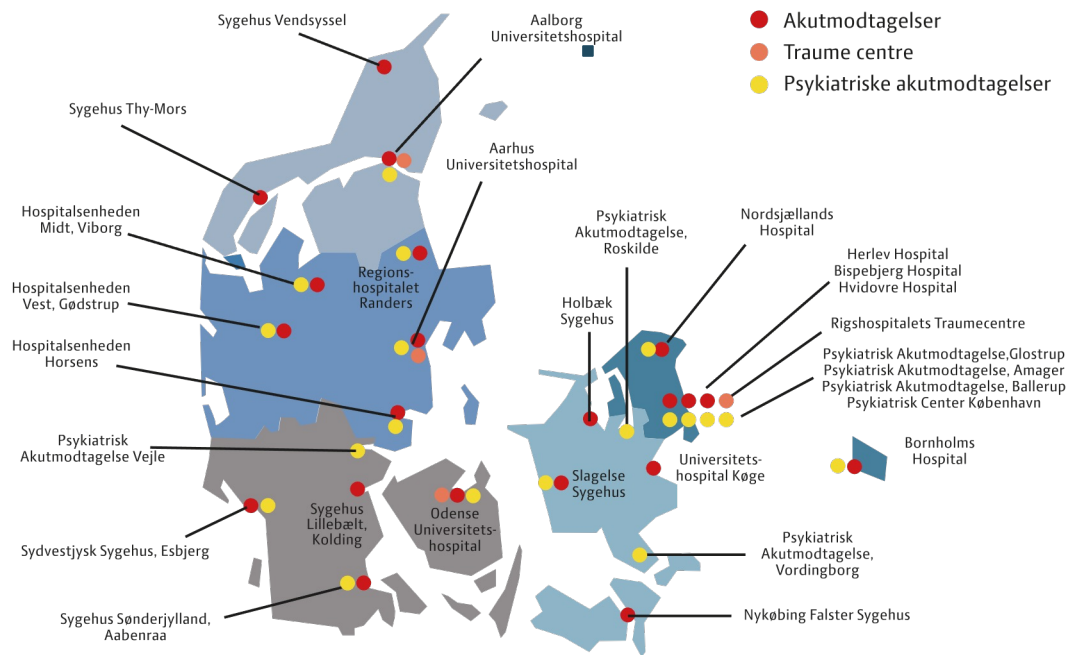 Sygehus Vendsyssel
Aalborg
Universitetshospital
Akutmodtagelser
Traume centre
Psykiatriske akutmodtagelser
Sygehus Thy-Mors
Aarhus
Universitetshospital
Hospitalsenheden
Midt, Viborg
Psykiatrisk
Akutmodtagelse,
Roskilde
Nordsjællands
Hospital
Herlev Hospital
Bispebjerg Hospital
Hvidovre Hospital
Regions-
hospitalet
Randers
Hospitalsenheden
Vest, Gødstrup
Holbæk
Sygehus
Rigshospitalets Traumecentre
Hospitalsenheden
Horsens
Psykiatrisk Akutmodtagelse,Glostrup
Psykiatrisk Akutmodtagelse, Amager
Psykiatrisk Akutmodtagelse, Ballerup
Psykiatrisk Center København
Psykiatrisk
Akutmodtagelse Vejle
Bornholms
Hospital
Universitets-
hospital Køge
Slagelse
Sygehus
Sygehus
Lillebælt,
Kolding
Odense
Universitets-
hospital
Sydvestjysk Sygehus, Esbjerg
Psykiatrisk
Akutmodtagelse,
Vordingborg
Sygehus Sønderjylland,
Aabenraa
Nykøbing Falster Sygehus